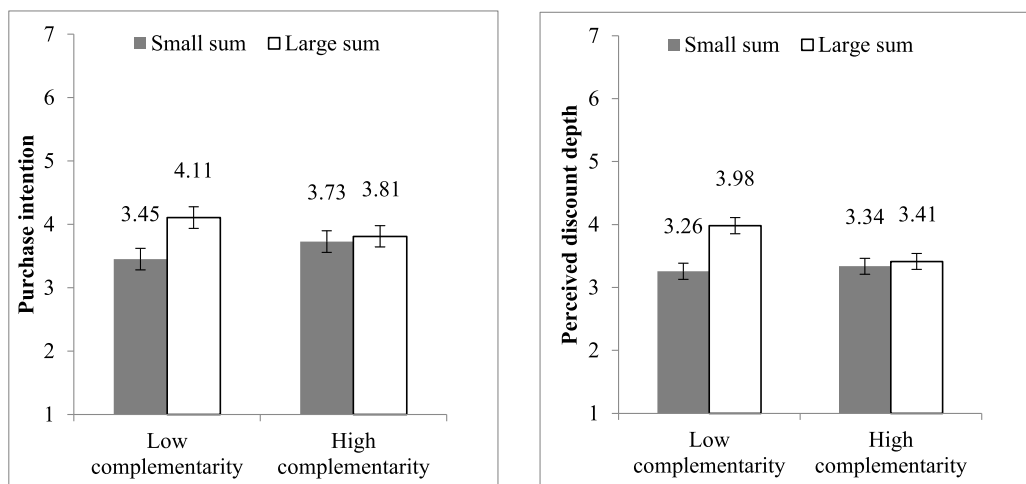 Small sum Large sum
Purchase intention
7
6
5
4
3
2
1
3.45
4.11
3.73
3.81
Low
complementarity
High
complementarity
Small sum Large sum
Perceived discount depth
7
6
5
4
3
2
1
3.26
3.98
3.34
3.41
Low
complementarity
High
complementarity